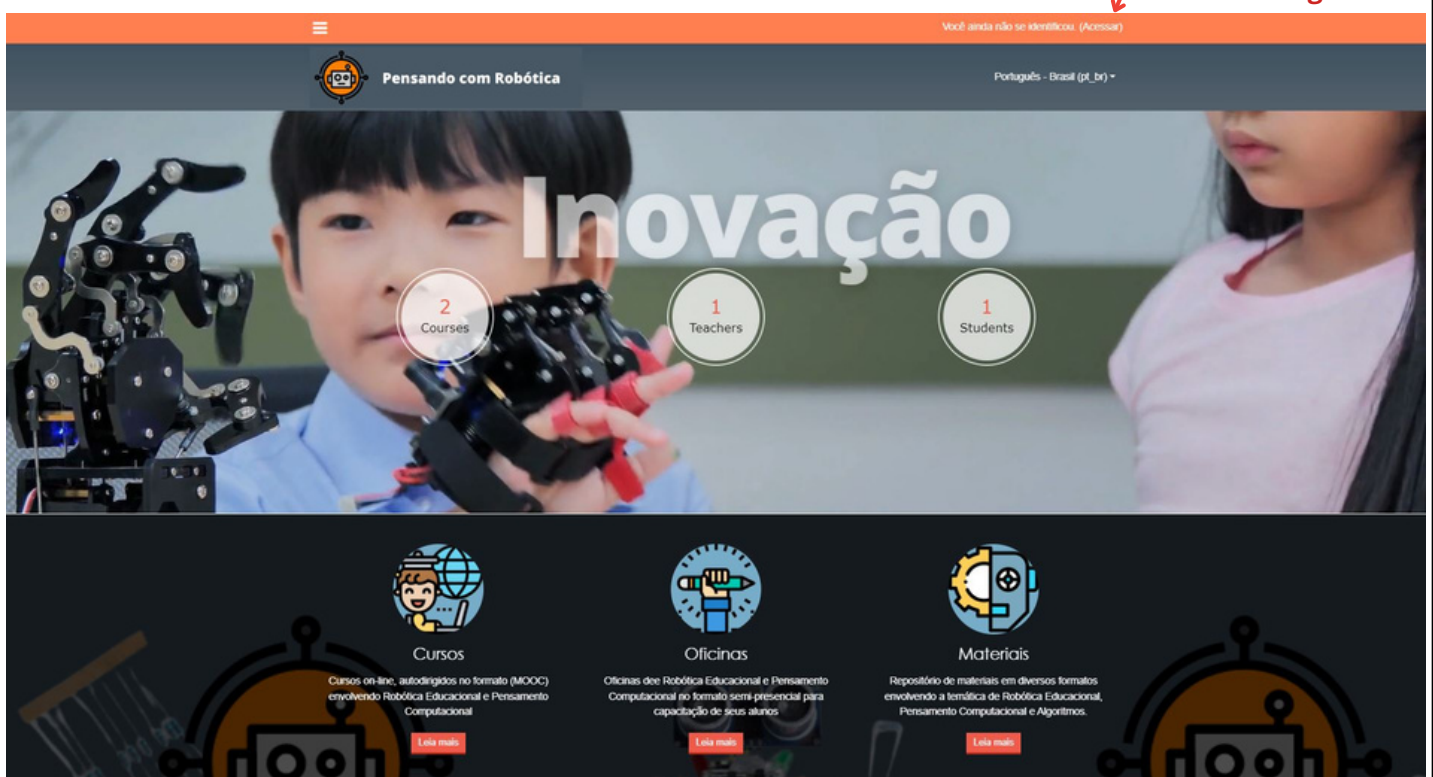 Você ainda não se identificou. (Acessar)
Pensando com Robótica
Português - Brasil (pt_br)
Inovação
2
Courses
1
Teachers
1
Students
Cursos
Cursos on-line, autodirigidos no formato (MOOC)
envolvendo Robótica Educacional e Pensamento
Computacional
Leia mais
Oficinas
Oficinas dee Robótica Educacional e Pensamento
Computacional no formato semi-presencial para
capacitação de seus alunos
Leia mais
Materiais
Repositório de materiais em diversos formatos
envolvendo a temática de Robótica Educacional,
Pensamento Computacional e Algoritmos.
Leia mais